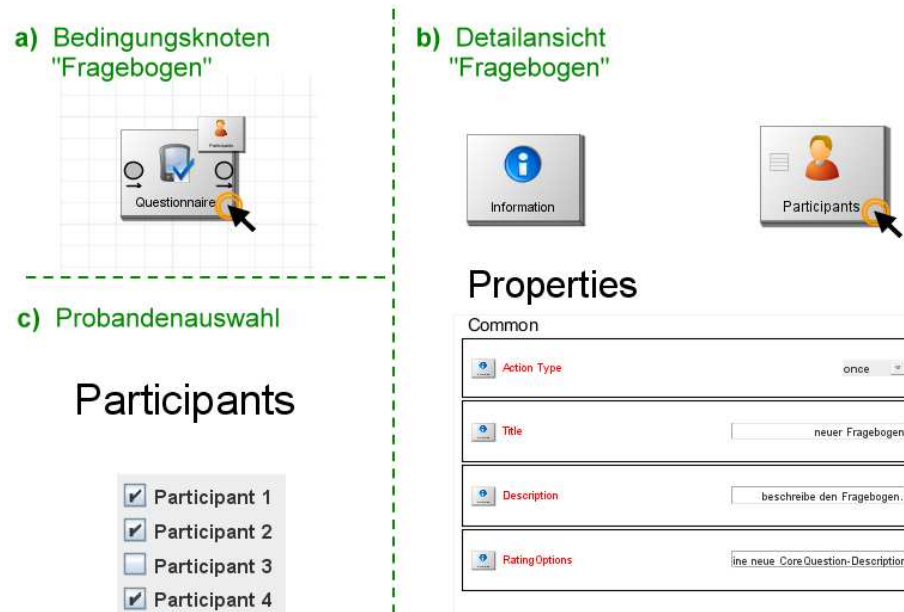 a) Bedingungsknoten
"Fragebogen"
Participants
Questionnaire
b) Detailansicht
"Fragebogen"
Information
Participants
Properties
Common
Action Type
once
Title
neuer Fragebogen
Description
beschreibe den Fragebogen.
RatingOptions
ine neue CoreQuestion-Description
c) Probandenauswahl
Participants
Participant 1
Participant 2
Participant 3
Participant 4